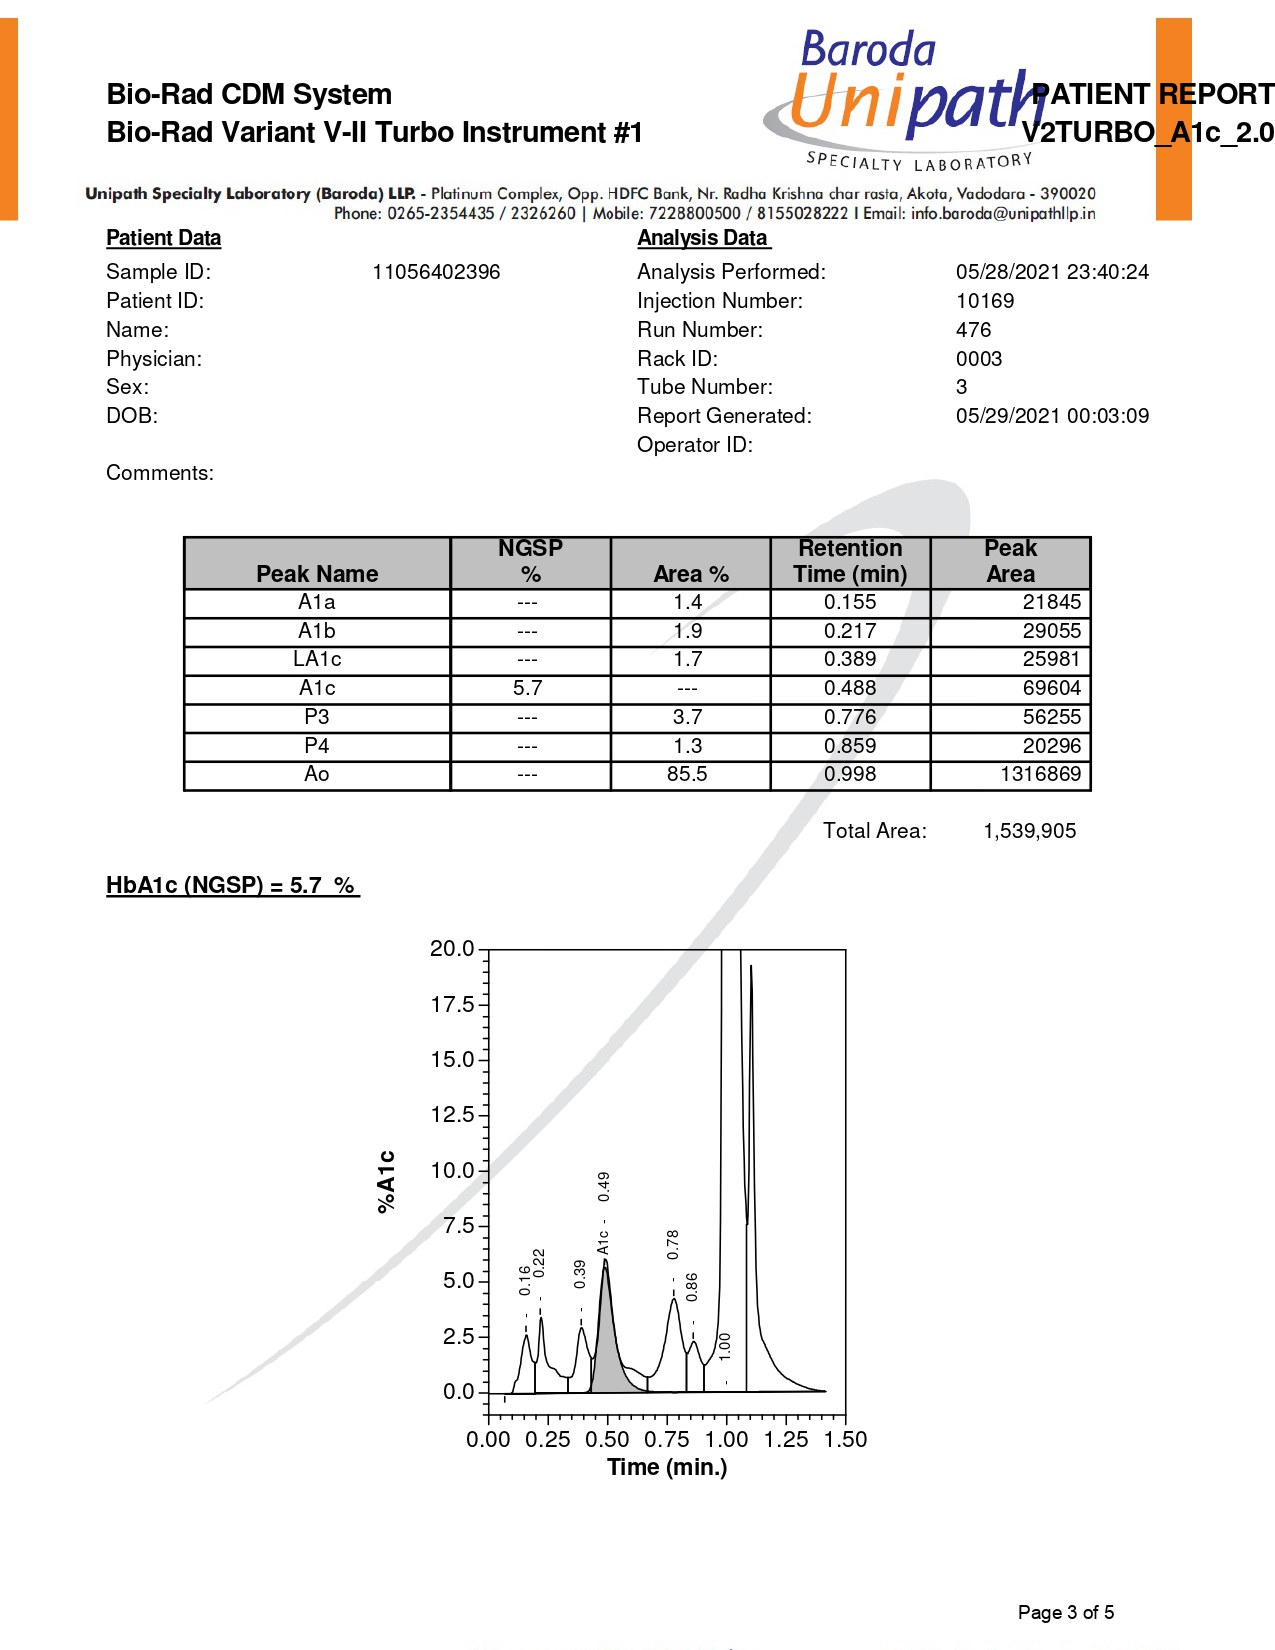 Baroda
Unipath
SPECIALTY LABORATORY
Bio-Rad CDM System PATIENT REPORT
Bio-Rad Variant V-II Turbo Instrument #1 V2TURBO_A1c_2.0
Unipath Specialty Laboratory (Baroda) LLP. - Platinum Complex, Opp. HDFC Bank, Nr. Radha Krishna char rasta, Akota, Vadodara - 390020
Phone: 0265-2354435 / 2326260 | Mobile: 7228800500 / 8155028222 I Email: info.baroda@unipathllp.in
Patient Data Analysis Data
Sample ID: 11056402396 Analysis Performed: 05/28/2021 23:40:24
Patient ID: Injection Number: 10169
Name: Run Number: 476
Physician: Rack ID: 0003
Sex: Tube Number: 3
DOB: Report Generated: 05/29/2021 00:03:09
Operator ID:
Comments:
Peak Name NGSP % Area % Retention Time (min) Peak Area
A1a --- 1.4 0.155 21845
A1b --- 1.9 0.217 29055
LA1c --- 1.7 0.389 25981
A1c 5.7 --- 0.488 69604
P3 --- 3.7 0.776 56255
P4 --- 1.3 0.859 20296
Ao --- 85.5 0.998 1316869
Total Area: 1,539,905
HbA1c (NGSP) = 5.7 %
20.0
17.5
15.0
12.5
10.0
7.5
5.0
2.5
0.0
%A1c
0.16
0.22
0.39
A1c - 0.49
0.78
0.86
1.00
0.00 0.25 0.50 0.75 1.00 1.25 1.50
Time (min.)
Page 3 of 5